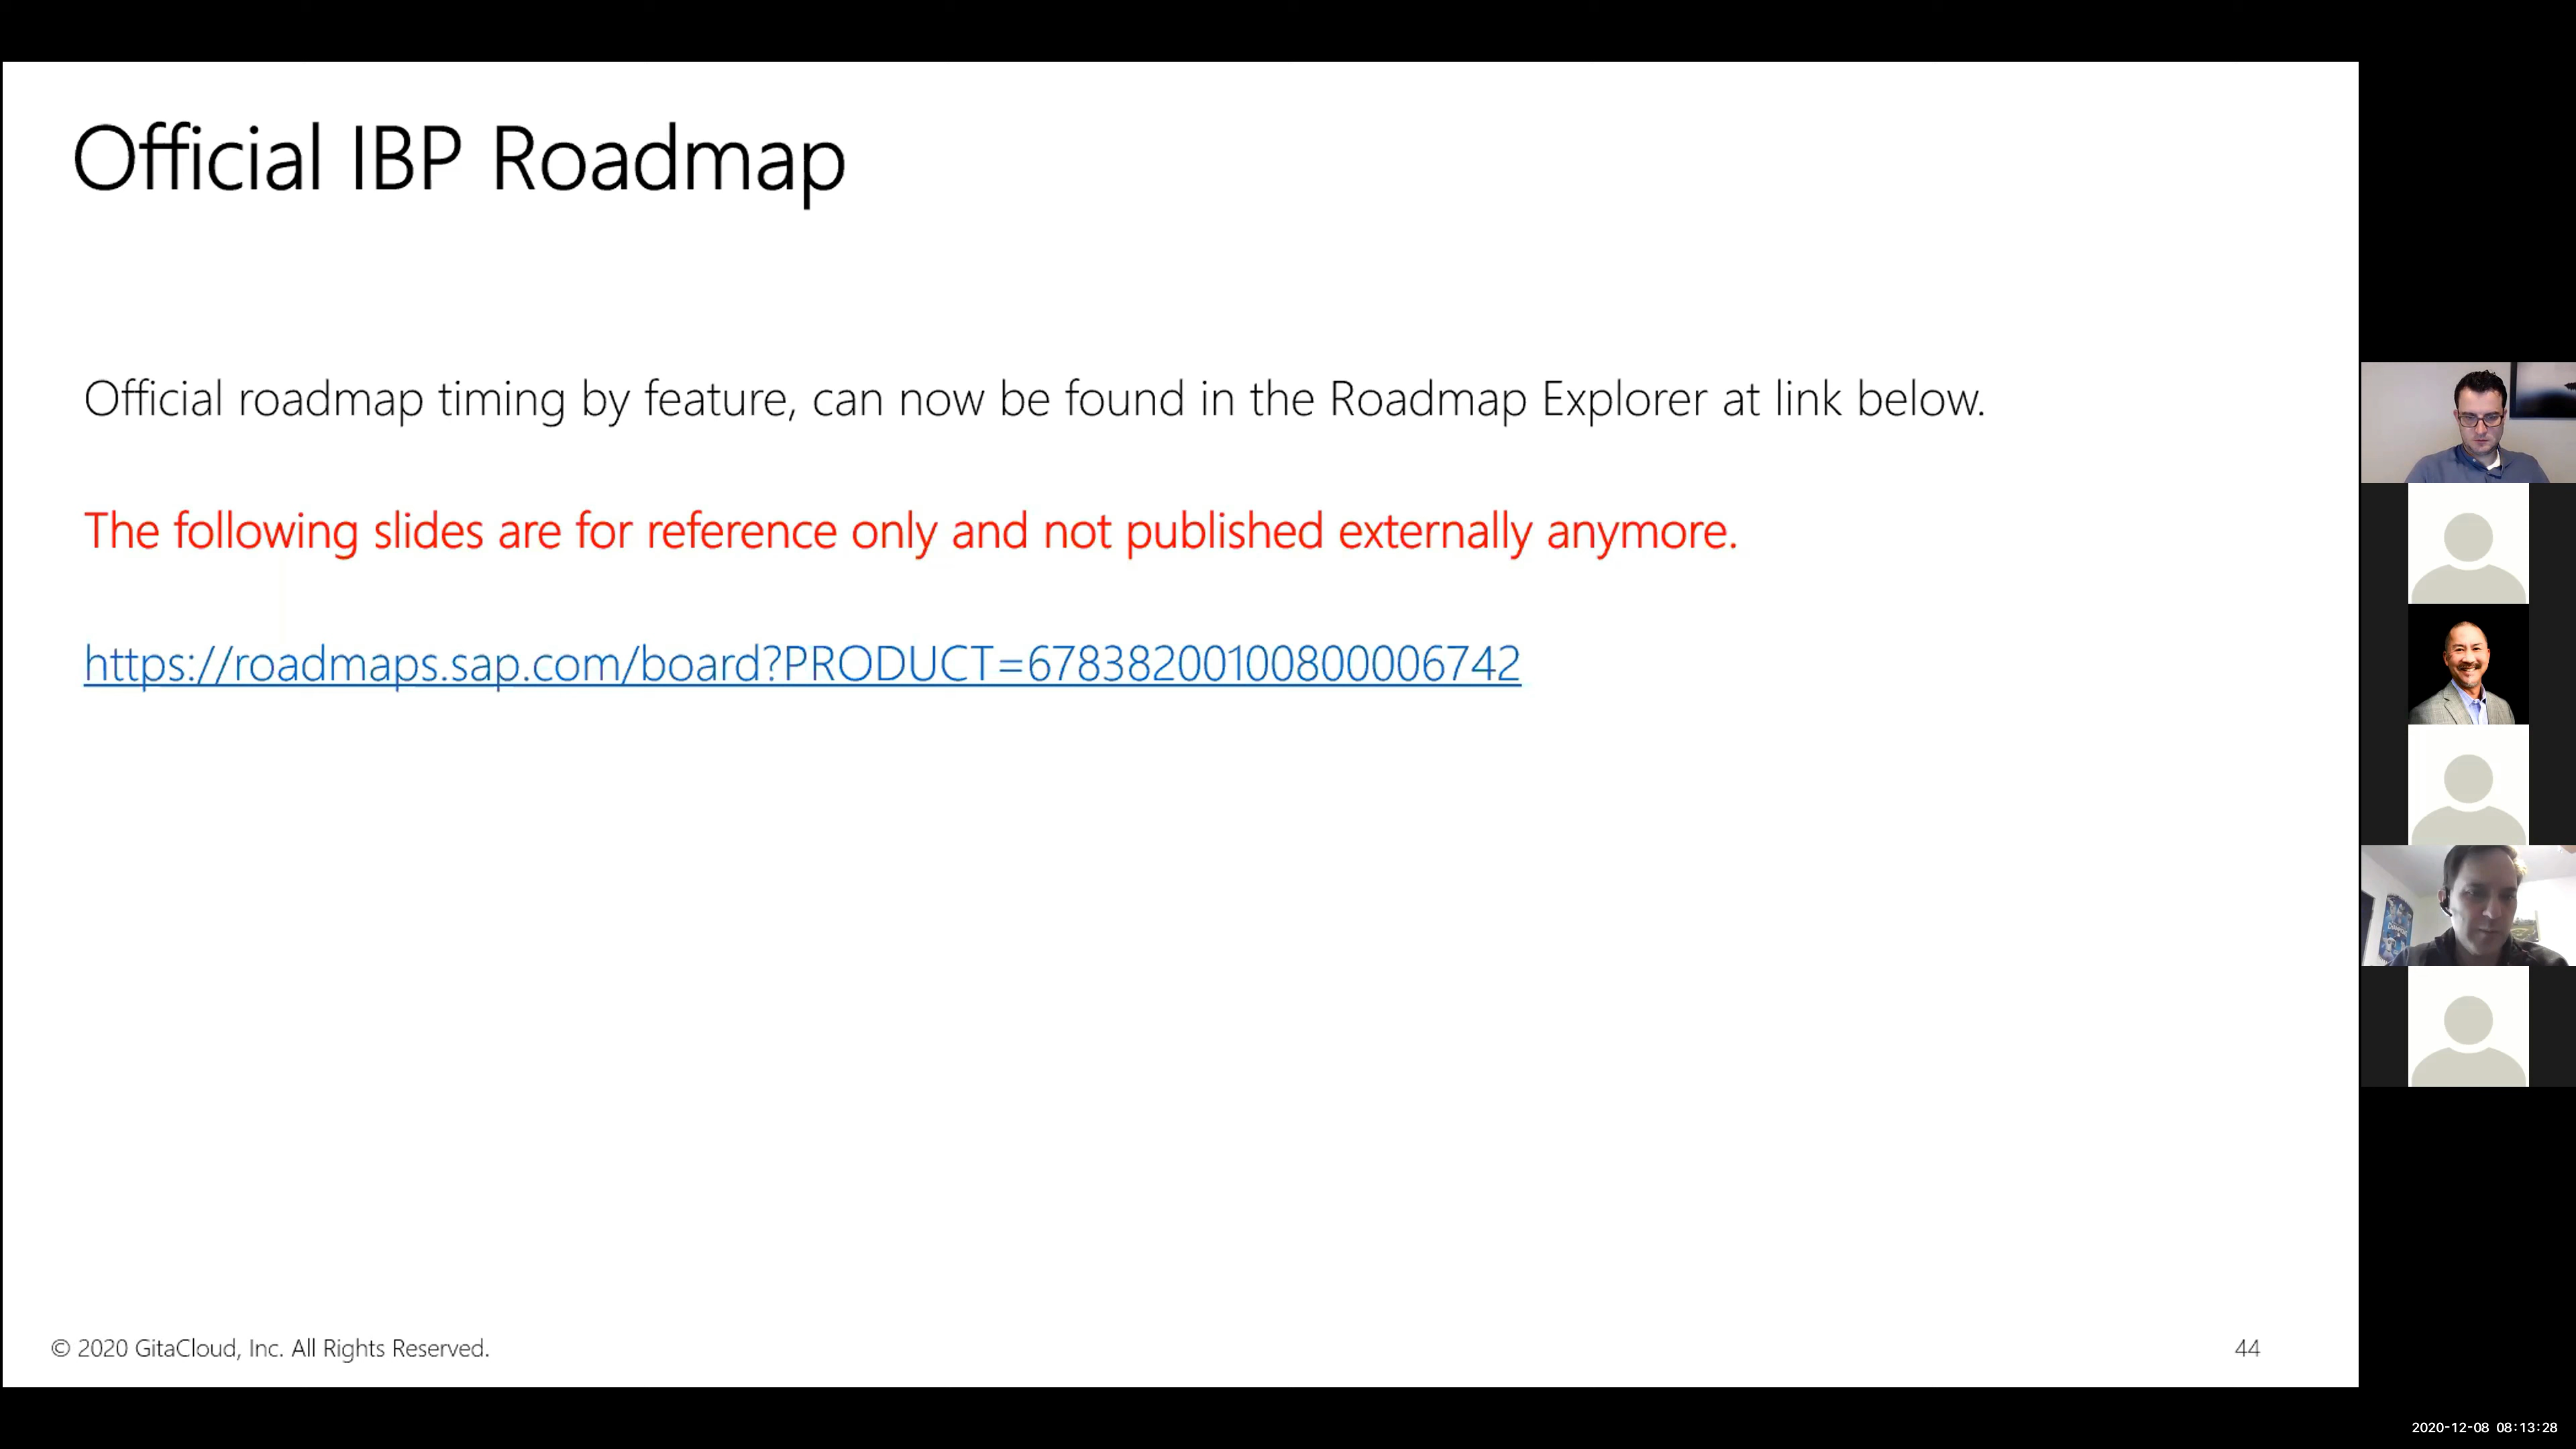 Official IBP Roadmap
Official roadmap timing by feature, can now be found in the Roadmap Explorer at link below.
The following slides are for reference only and not published externally anymore.
https://roadmaps.sap.com/board?PRODUCT=67838200100800006742
© 2020 GitaCloud, Inc. All Rights Reserved.
44
2020-12-08 08:13:28